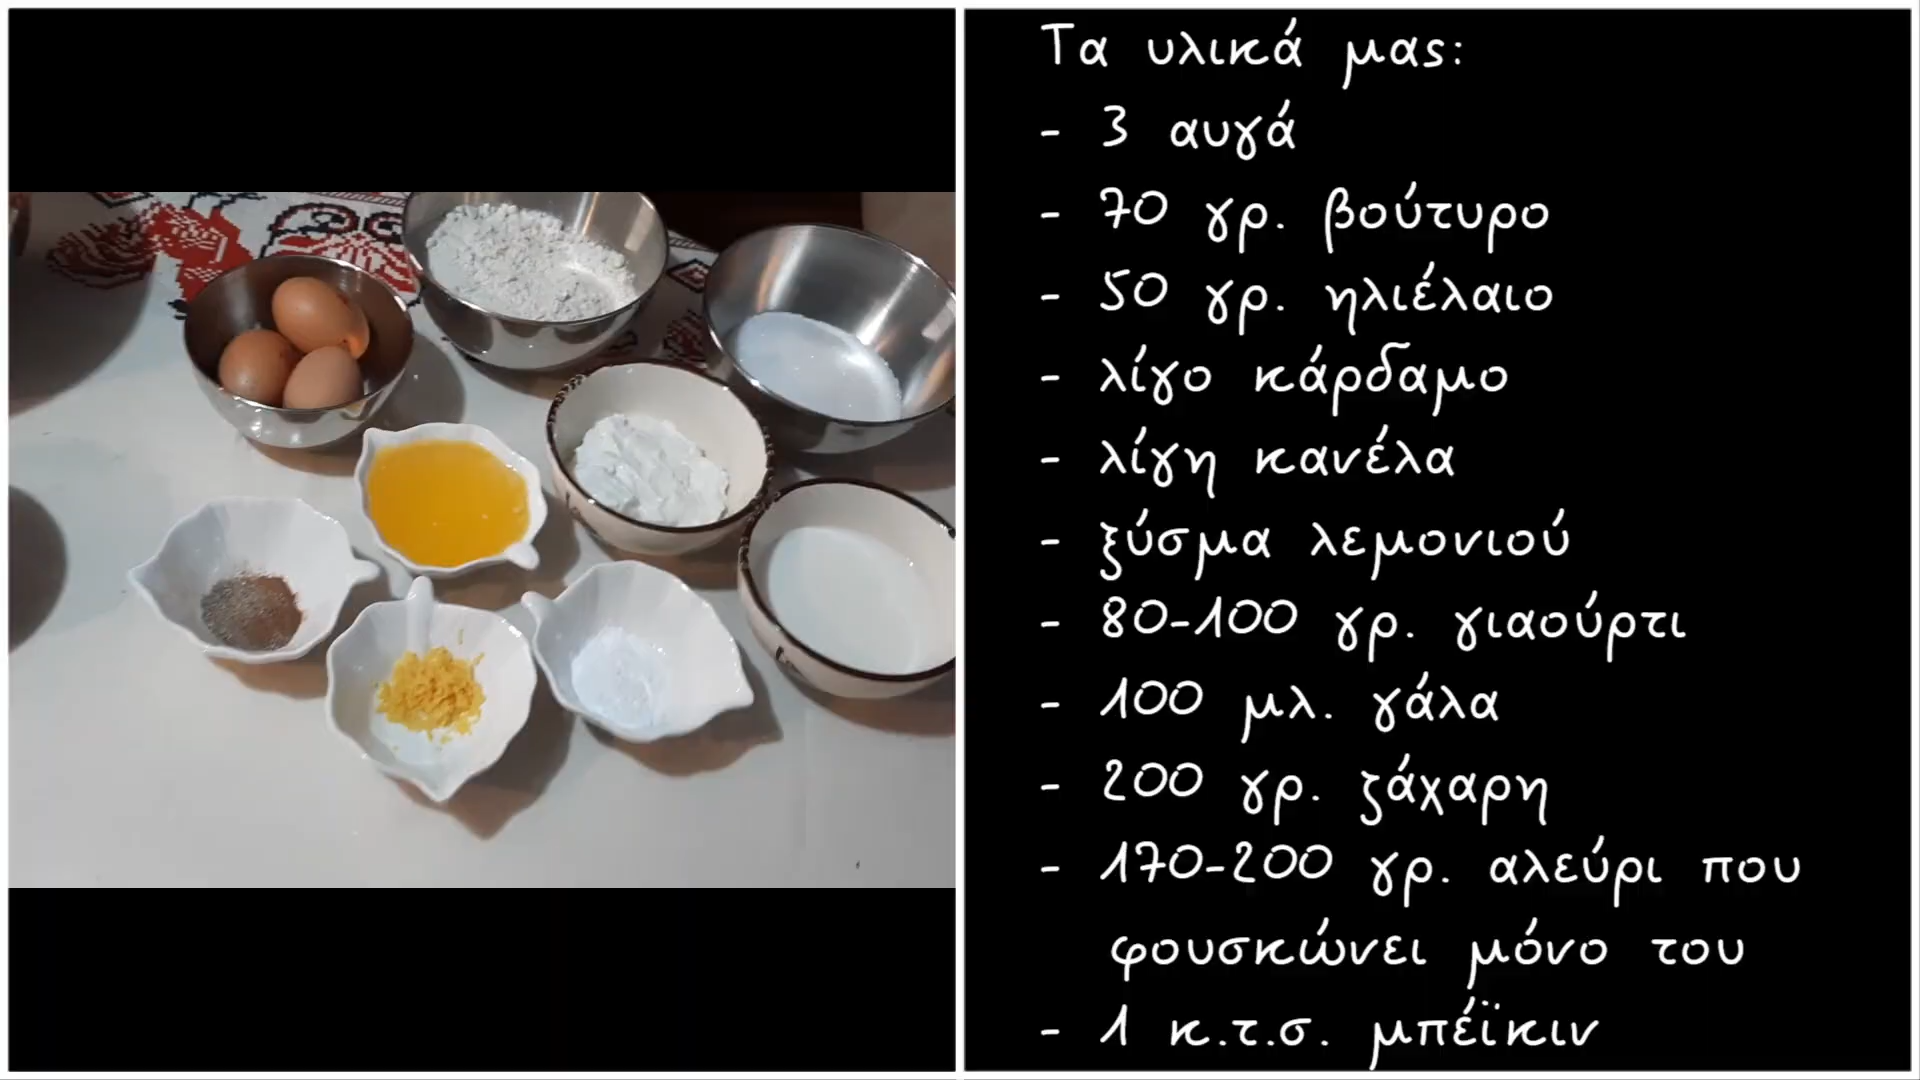 Τα υλικά μας:
- 3 αυγά
- 70 γρ. βούτυρο
- 50 γρ. ηλιέλαιο
- λίγο κάρδαμο
- λίγη κανέλα
- ξύσμα λεμονιού
- 80-100 γρ. γιαούρτι
- 100 μλ. γάλα
- 200 γρ. ζάχαρη
- 170-200 γρ. αλεύρι που
φουσκώνει μόνο του
- 1 κ.τ.σ. μπέϊκιν